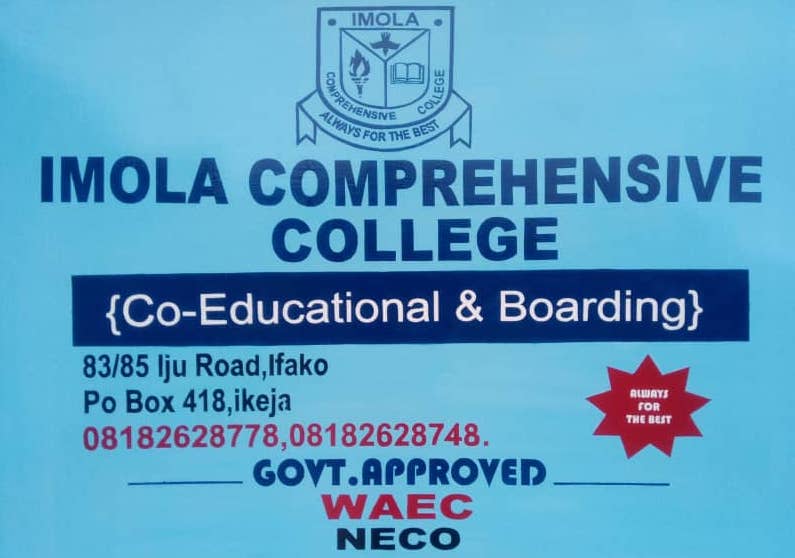 IMOLA
COMPREHENSIVE COLLEGE
ALWAYS FOR THE BEST
IMOLA COMPREHENSIVE
COLLEGE
{Co-Educational & Boarding}
83/85 Iju Road,Ifako
Po Box 418,ikeja
08182628778,08182628748.
ALWAYS
FOR
THE BEST
GOVT.APPROVED
WAEC
NECO